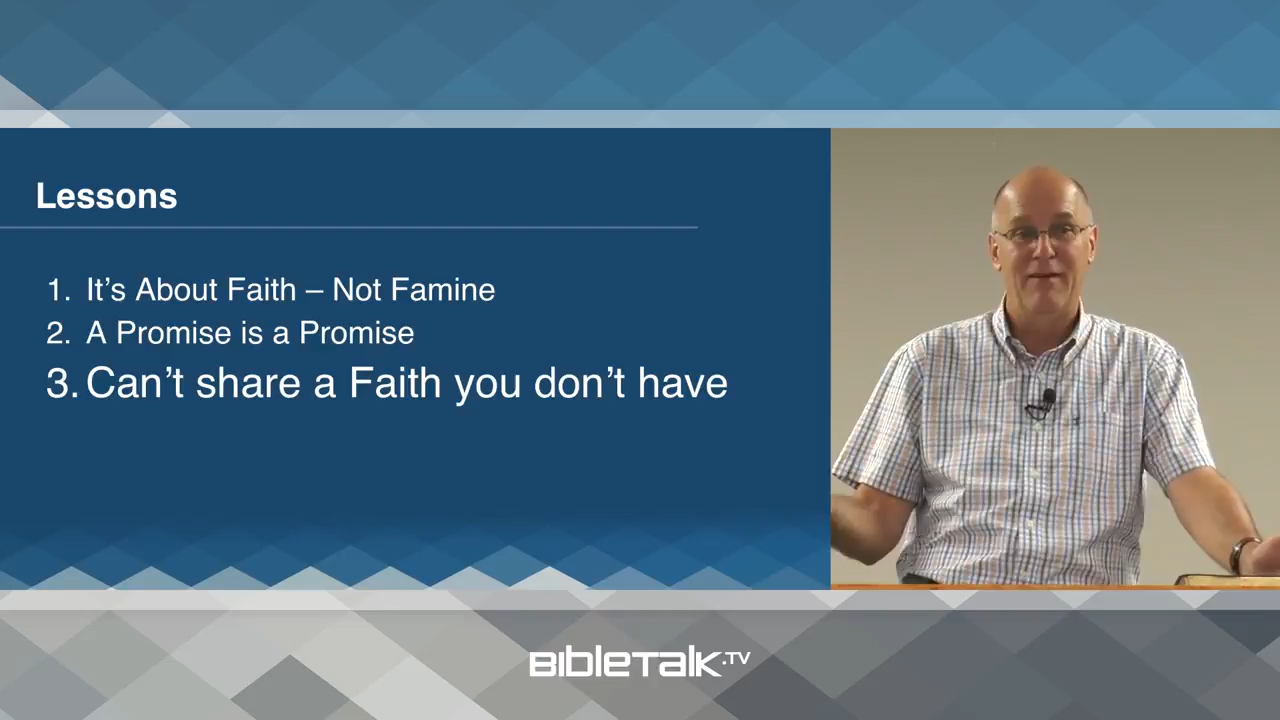 Lessons
1. It's About Faith – Not Famine
2. A Promise is a Promise
3. Can't share a Faith you don't have
BIBLETALK.TV